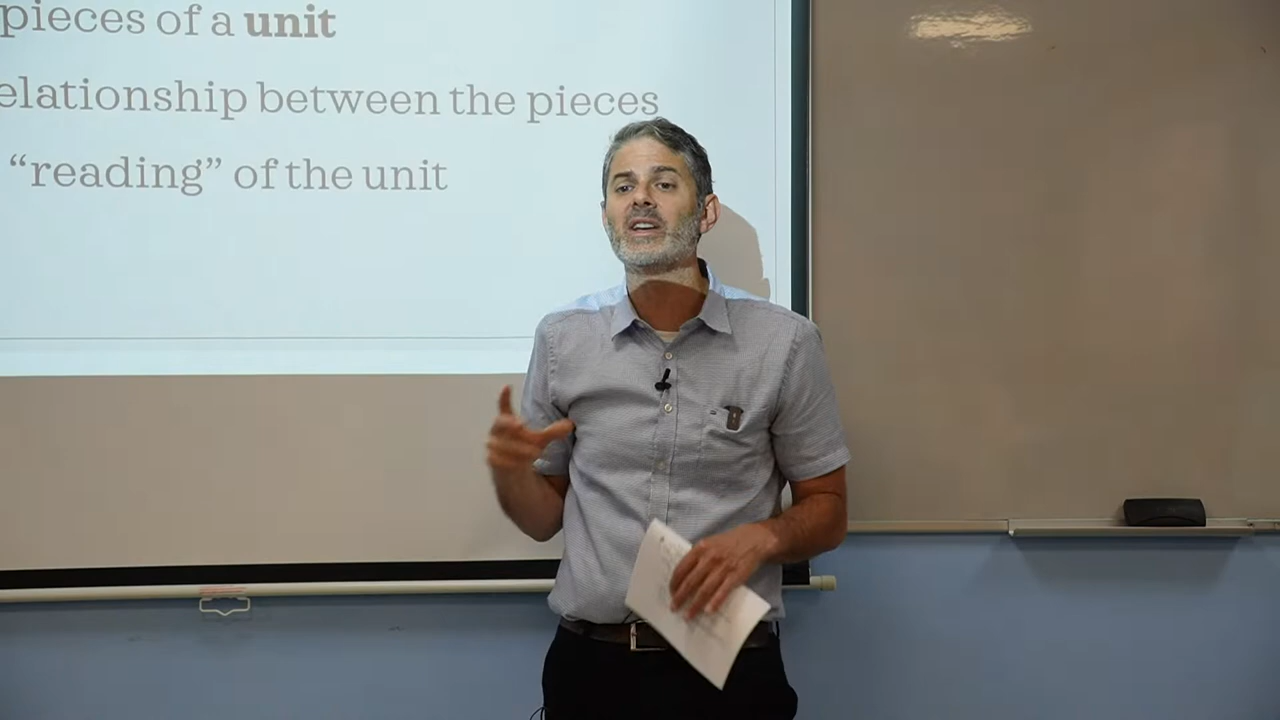 pieces of a unit
elationship between the pieces
“reading” of the unit